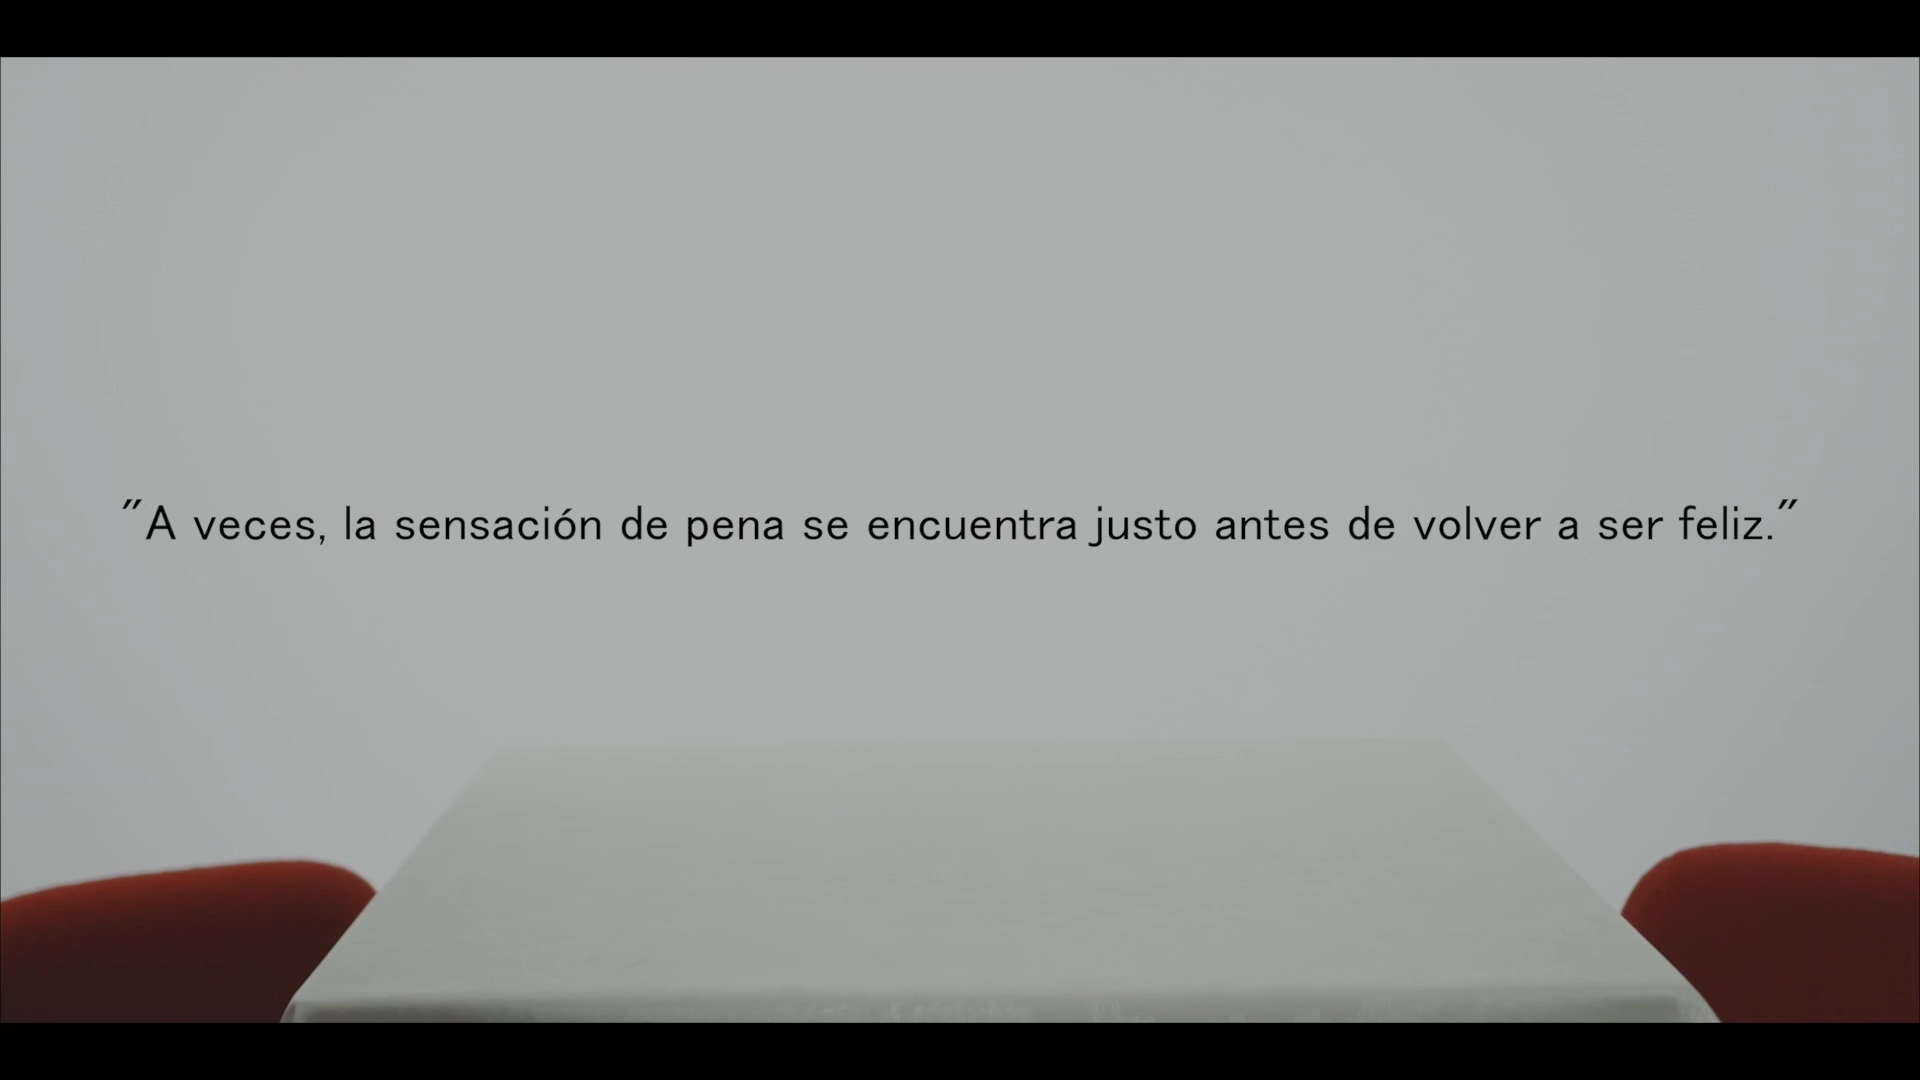 "A veces, la sensación de pena se encuentra justo antes de volver a ser feliz."